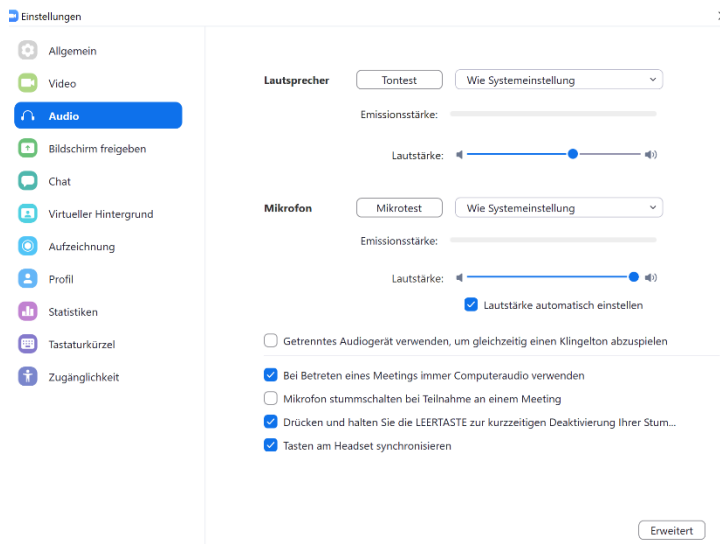 Einstellungen
Allgemein
Video
Audio
Bildschirm freigeben
Chat
Virtueller Hintergrund
Aufzeichnung
Profil
Statistiken
Tastaturkürzel
Zugänglichkeit
Lautsprecher Tontest Wie Systemeinstellung
Emissionsstärke:
Lautstärke:
Mikrofon Mikrotest Wie Systemeinstellung
Emissionsstärke:
Lautstärke:
Lautstärke automatisch einstellen
Getrenntes Audiogerät verwenden, um gleichzeitig einen Klingelton abzuspielen
Bei Betreten eines Meetings immer Computeraudio verwenden
Mikrofon stummschalten bei Teilnahme an einem Meeting
Drücken und halten Sie die LEERTASTE zur kurzzeitigen Deaktivierung Ihrer Stum...
Tasten am Headset synchronisieren
Erweitert